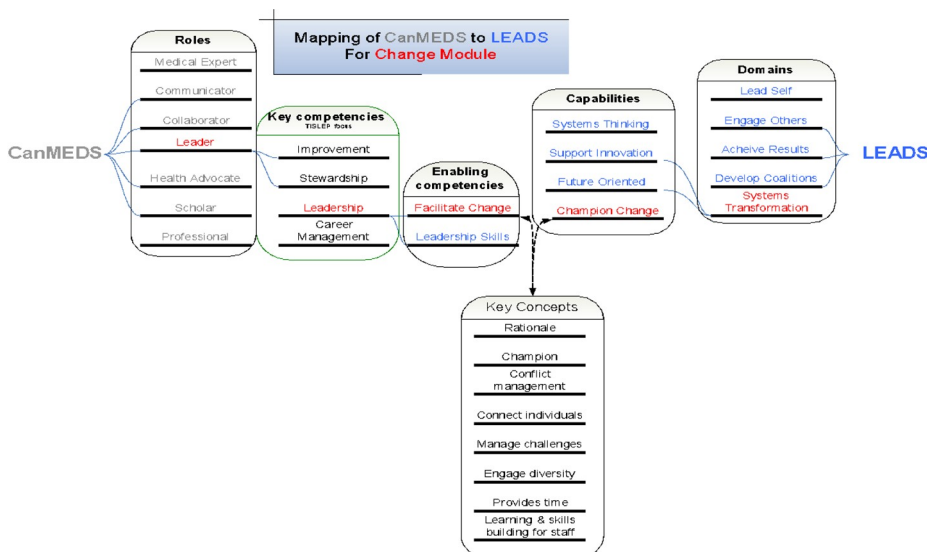 Mapping of CanMEDS to LEADS
For Change Module
CanMEDS
Roles
Medical Expert
Communicator
Collaborator
Leader
Health Advocate
Scholar
Professional
Key competencies
TISLEP focus
Improvement
Stewardship
Leadership
Career
Management
Enabling
competencies
Facilitate Change
Leadership Skills
Capabilities
Systems Thinking
Support Innovation
Future Oriented
Champion Change
Domains
Lead Self
Engage Others
Acheive Results
Develop Coalitions
Systems
Transformation
LEADS
Key Concepts
Rationale
Champion
Conflict
management
Connect individuals
Manage challenges
Engage diversity
Provides time
Learning & skills
building for staff